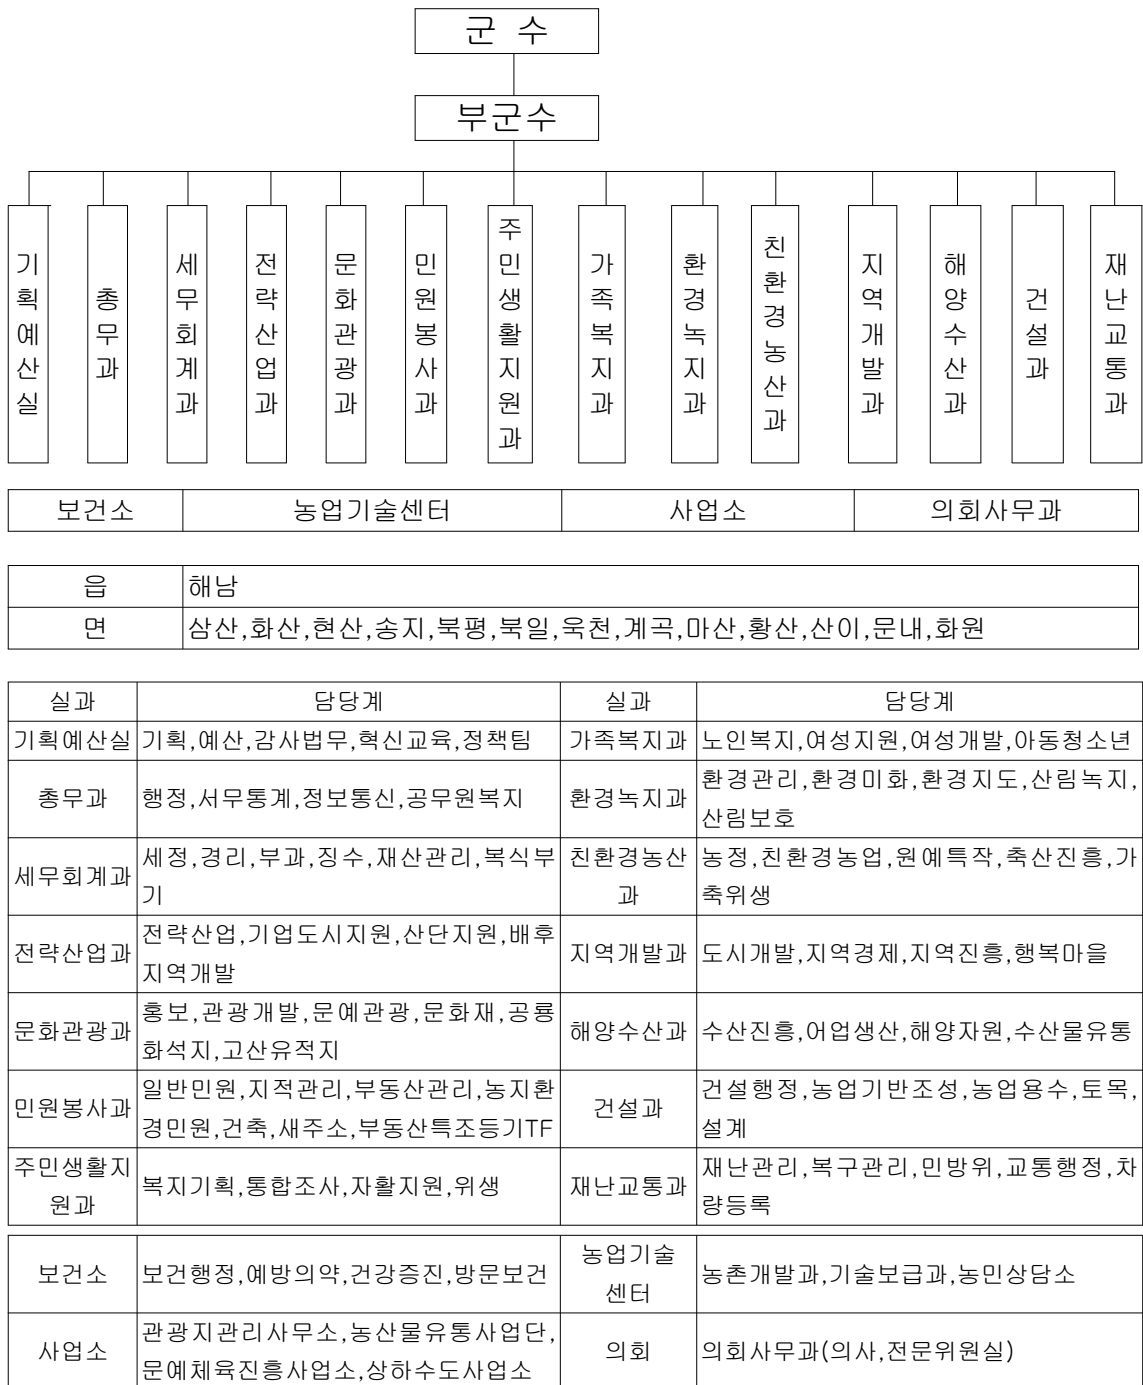 군 수
부군수
기획예산실
총무과
세무회계과
전략산업과
문화관광과
민원봉사과
주민생활지원과
가족복지과
환경녹지과
친환경농산과
지역개발과
해양수산과
건설과
재난교통과
보건소 농업기술센터 사업소 의회사무과
읍 해남
면 삼산,화산,현산,송지,북평,북일,옥천,계곡,마산,황산,산이,문내,화원
실과 담당계 실과 담당계
기획예산실 기획,예산,감사법무,혁신교육,정책팀 가족복지과 노인복지,여성지원,여성개발,아동청소년
총무과 행정,서무통계,정보통신,공무원복지 환경녹지과 환경관리,환경미화,환경지도,산림녹지,
산림보호
세무회계과 세정,경리,부과,징수,재산관리,복식부
기
친환경농산
과
농정,친환경농업,원예특작,축산진흥,가
축위생
전략산업과 전략산업,기업도시지원,산단지원,배후
지역개발
지역개발과 도시개발,지역경제,지역진흥,행복마을
문화관광과 홍보,관광개발,문예관광,문화재,공룡
화석지,고산유적지
해양수산과 수산진흥,어업생산,해양자원,수산물유통
민원봉사과 일반민원,지적관리,부동산관리,농지환
경민원,건축,새주소,부동산특조등기TF
건설과 건설행정,농업기반조성,농업용수,토목,
설계
주민생활지
원과
복지기획,통합조사,자활지원,위생
재난교통과 재난관리,복구관리,민방위,교통행정,차
량등록
보건소 보건행정,예방의약,건강증진,방문보건
농업기술
센터
농촌개발과,기술보급과,농민상담소
사업소 관광지관리사무소,농산물유통사업단,
문예체육진흥사업소,상하수도사업소
의회 의회사무과(의사,전문위원실)